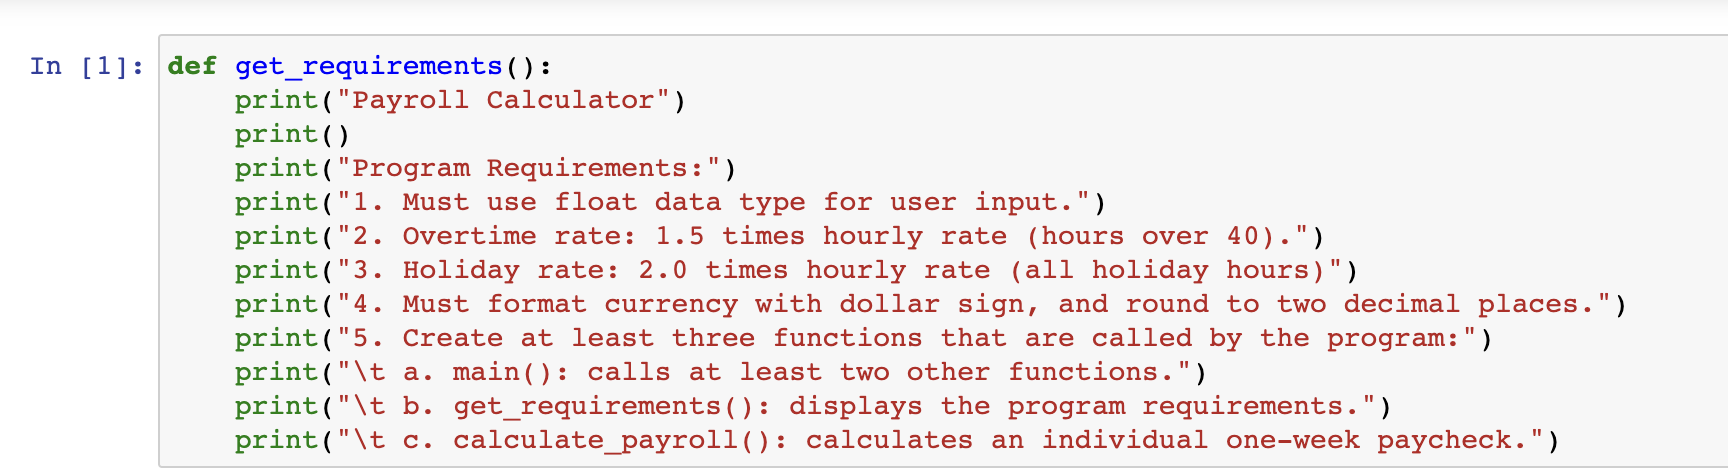 In [1]: def get_requirements():
    print("Payroll Calculator")
    print()
    print("Program Requirements:")
    print("1. Must use float data type for user input.")
    print("2. Overtime rate: 1.5 times hourly rate (hours over 40).")
    print("3. Holiday rate: 2.0 times hourly rate (all holiday hours)")
    print("4. Must format currency with dollar sign, and round to two decimal places.")
    print("5. Create at least three functions that are called by the program:")
    print("\t a. main(): calls at least two other functions.")
    print("\t b. get_requirements(): displays the program requirements.")
    print("\t c. calculate_payroll(): calculates an individual one-week paycheck.")